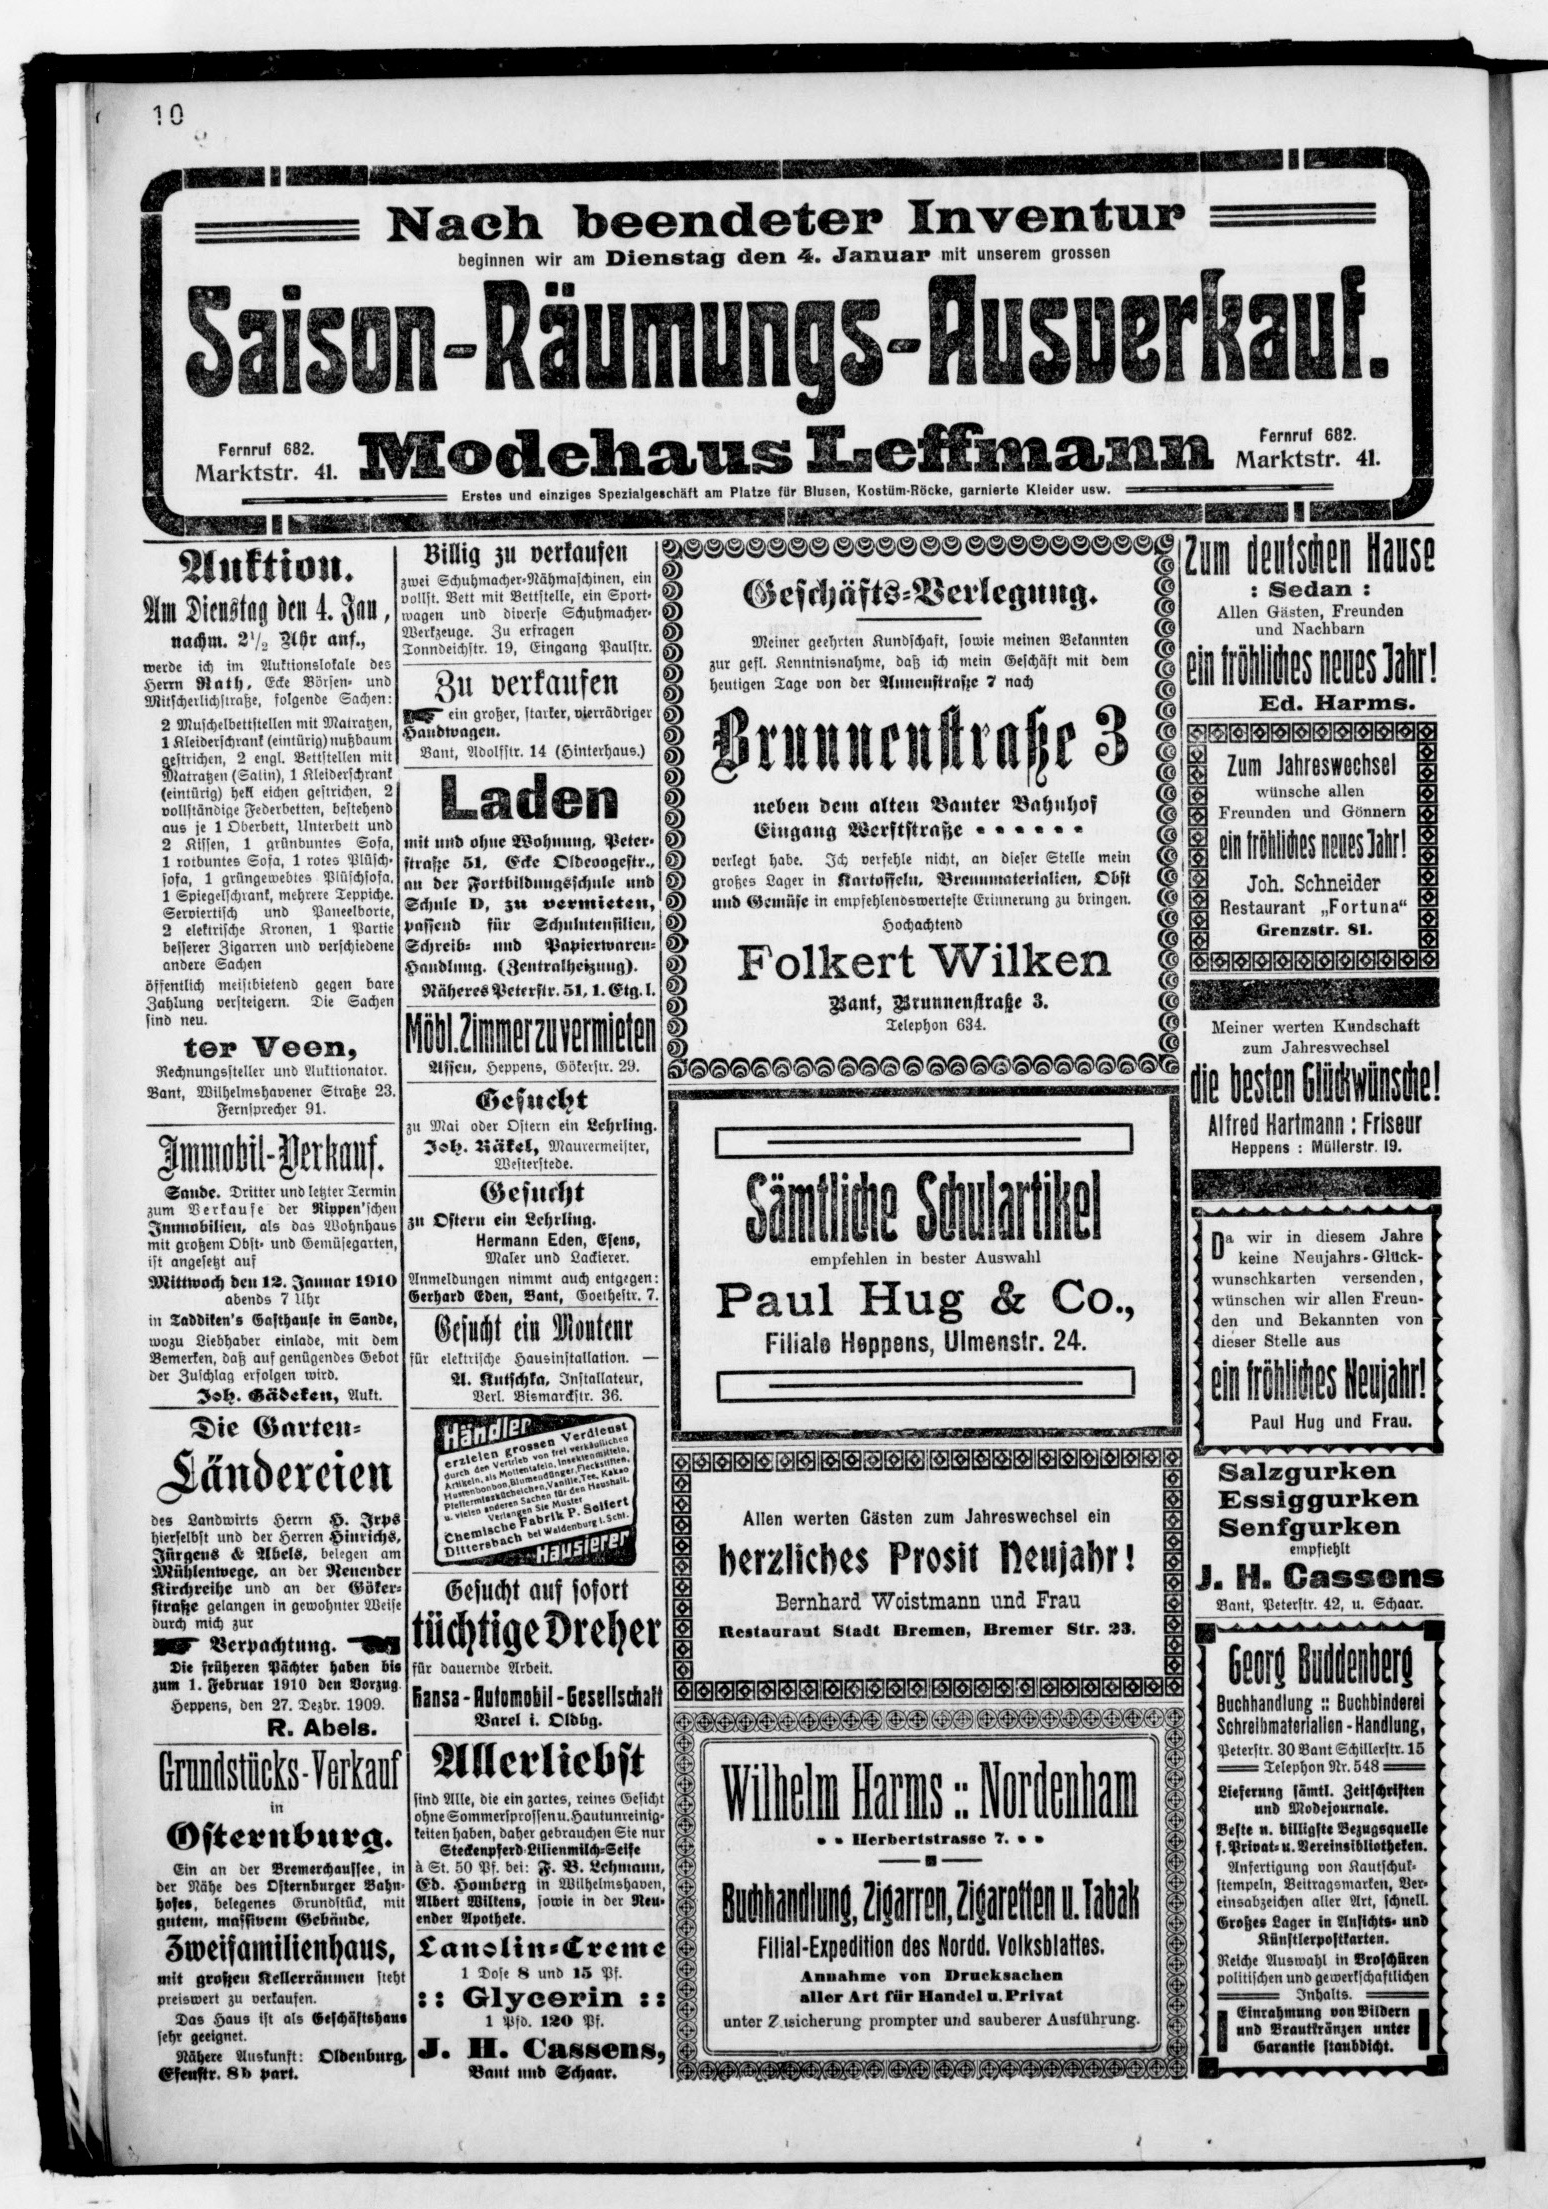 10
Nach beendeter Inventur
beginnen wir am Dienstag den 4. Januar mit unserem grossen
Saison-Räumungs-Ausverkauf.
Fernruf 682.
Marktstr. 41.
Modehaus Leffmann
Fernruf 682.
Marktstr. 41.
Erstes und einziges Spezialgeschäft am Platze für Blusen, Kostüm-Röcke, garnierte Kleider usw.
Auktion.
Am Dienstag den 4. Jan,
nachm. 2½ Uhr anf.,
werde ich im Auktionslokale des
Herrn Rath, Ecke Börsen- und
Mitscherlichstraße, folgende Sachen:
2 Muschelbettstellen mit Matratzen,
1 Kleiderschrank (eintürig) nußbaum
gestrichen, 2 engl. Bettstellen mit
Matratzen (Satin), 1 Kleiderschrank
(eintürig) hell eichen gestrichen, 2
vollständige Federbetten, bestehend
aus je 1 Oberbett, Unterbett und
2 Kissen, 1 grünbuntes Sofa,
1 rotbuntes Sofa, 1 rotes Plüsch-
sofa, 1 grüngewebtes Plüschsofa,
1 Spiegelschrank, mehrere Teppiche.
Serviertisch und Paneelborte,
2 elektrische Kronen, 1 Partie
besserer Zigarren und verschiedene
andere Sachen
öffentlich meistbietend gegen bare
Zahlung versteigern. Die Sachen
sind neu.
ter Veen,
Rechnungssteller und Auktionator.
Bant, Wilhelmshavener Straße 23.
Fernsprecher 91.
Immobil-Verkauf.
Sande. Dritter und letzter Termin
zum Verkaufe der Rippen'schen
Immobilien, als das Wohnhaus
mit großem Obst- und Gemüsegarten,
ist angesetzt auf
Mittwoch den 12. Januar 1910
abends 7 Uhr
in Taddiken's Gasthause in Sande,
wozu Liebhaber einlade, mit dem
Bemerken, daß auf genügendes Gebot
der Zuschlag erfolgen wird.
Joh. Gädeken, Aukt.
Die Garten-
Ländereien
des Landwirts Herrn H. Irps
hierselbst und der Herren Hinrichs,
Jürgens & Abels, belegen am
Mühlenwege, an der Neuender
Kirchreihe und an der Göker-
straße gelangen in gewohnter Weise
durch mich zur
Verpachtung.
Die früheren Pächter haben bis
zum 1. Februar 1910 den Vorzug.
Heppens, den 27. Dezbr. 1909.
R. Abels.
Grundstücks-Verkauf
in
Osternburg.
Ein an der Bremerchaussee, in
der Nähe des Osternburger Bahn-
hofes, belegenes Grundstück, mit
gutem, massivem Gebäude,
Zweifamilienhaus,
mit großen Kellerräumen steht
preiswert zu verkaufen.
Das Haus ist als Geschäftshaus
sehr geeignet.
Nähere Auskunft: Oldenburg,
Efeustr. 8b part.
Billig zu verkaufen
zwei Schuhmacher-Nähmaschinen, ein
vollst. Bett mit Bettstelle, ein Sport-
wagen und diverse Schuhmacher-
Werkzeuge. Zu erfragen
Tonndeichstr. 19, Eingang Paulstr.
Zu verkaufen
ein großer, starker, vierrädriger
Handwagen.
Bant, Adolfstr. 14 (Hinterhaus.)
Laden
mit und ohne Wohnung, Peter-
straße 51, Ecke Oldeoogestr.,
an der Fortbildungsschule und
Schule D, zu vermieten,
passend für Schulutensilien,
Schreib- und Papierwaren-
Handlung. (Zentralheizung).
Näheres Peterstr. 51, 1. Etg. l.
Möbl. Zimmer zu vermieten
Assen, Heppens, Gökerstr. 29.
Gesucht
zu Mai oder Ostern ein Lehrling.
Joh. Räkel, Maurermeister,
Westerstede.
Gesucht
zu Ostern ein Lehrling.
Hermann Eden, Esens,
Maler und Lackierer.
Anmeldungen nimmt auch entgegen:
Gerhard Eden, Bant, Goethestr. 7.
Gesucht ein Monteur
für elektrische Hausinstallation. —
A. Kutschka, Installateur,
Verl. Bismarckstr. 36.
Händler
erzielen grossen Verdienst
durch den Vertrieb von frei verkäuflichen
Artikeln, als Mottentafeln, Insektenmitteln,
Hustenbonbon, Blumendünger, Fleckstiften,
Pfeffermünzküchelchen, Vanille, Tee, Kakao
u. vielen anderen Sachen für den Haushalt.
Verlangen Sie Muster
Chemische Fabrik P. Seifert
Dittersbach bei Waldenburg i. Schl.
Hausierer
Gesucht auf sofort
tüchtige Dreher
für dauernde Arbeit.
Hansa-Automobil-Gesellschaft
Varel i. Oldbg.
Allerliebst
sind Alle, die ein zartes, reines Gesicht
ohne Sommersprossen u. Hautunreinig-
keiten haben, daher gebrauchen Sie nur
Steckenpferd-Lilienmilch-Seife
à St. 50 Pf. bei: F. B. Lehmann,
Ed. Homberg in Wilhelmshaven,
Albert Wilkens, sowie in der Neu-
ender Apotheke.
Lanolin-Creme
1 Dose 8 und 15 Pf.
:: Glycerin ::
1 Pfd. 120 Pf.
J. H. Cassens,
Bant und Schaar.
Geschäfts-Verlegung.
Meiner geehrten Kundschaft, sowie meinen Bekannten
zur gefl. Kenntnisnahme, daß ich mein Geschäft mit dem
heutigen Tage von der Annenstraße 7 nach
Brunnenstraße 3
neben dem alten Banter Bahnhof
Eingang Werftstraße • • • • • •
verlegt habe. Ich verfehle nicht, an dieser Stelle mein
großes Lager in Kartoffeln, Brennmaterialien, Obst
und Gemüse in empfehlendswerteste Erinnerung zu bringen.
Hochachtend
Folkert Wilken
Bant, Brunnenstraße 3.
Telephon 634.
Sämtliche Schulartikel
empfehlen in bester Auswahl
Paul Hug & Co.,
Filiale Heppens, Ulmenstr. 24.
Allen werten Gästen zum Jahreswechsel ein
herzliches Prosit Neujahr!
Bernhard Woistmann und Frau
Restaurant Stadt Bremen, Bremer Str. 23.
Wilhelm Harms :: Nordenham
• • Herbertstrasse 7. • •
Buchhandlung, Zigarren, Zigaretten u. Tabak
Filial-Expedition des Nordd. Volksblattes.
Annahme von Drucksachen
aller Art für Handel u. Privat
unter Zusicherung prompter und sauberer Ausführung.
Zum deutschen Hause
: Sedan :
Allen Gästen, Freunden
und Nachbarn
ein fröhliches neues Jahr!
Ed. Harms.
Zum Jahreswechsel
wünsche allen
Freunden und Gönnern
ein fröhliches neues Jahr!
Joh. Schneider
Restaurant „Fortuna“
Grenzstr. 81.
Meiner werten Kundschaft
zum Jahreswechsel
die besten Glückwünsche!
Alfred Hartmann : Friseur
Heppens : Müllerstr. 19.
Da wir in diesem Jahre
keine Neujahrs-Glück-
wunschkarten versenden,
wünschen wir allen Freun-
den und Bekannten von
dieser Stelle aus
ein fröhliches Neujahr!
Paul Hug und Frau.
Salzgurken
Essiggurken
Senfgurken
empfiehlt
J. H. Cassens
Bant, Peterstr. 42, u. Schaar.
Georg Buddenberg
Buchhandlung :: Buchbinderei
Schreibmaterialien-Handlung,
Peterstr. 30 Bant Schillerstr. 15
Telephon Nr. 548
Lieferung sämtl. Zeitschriften
und Modejournale.
Beste u. billigste Bezugsquelle
f. Privat- u. Vereinsbibliotheken.
Anfertigung von Kautschuk-
stempeln, Beitragsmarken, Ver-
einsabzeichen aller Art, schnell.
Großes Lager in Ansichts- und
Künstlerpostkarten.
Reiche Auswahl in Broschüren
politischen und gewerkschaftlichen
Inhalts.
Einrahmung von Bildern
und Brautkränzen unter
Garantie staubdicht.